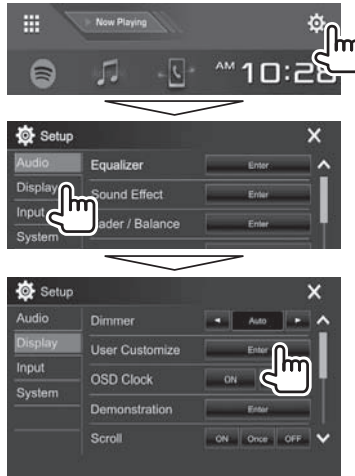 Now Playing
AM 10:28
Setup
Audio
Equalizer
Enter
Display
Sound Effect
Enter
Input
ader / Balance
Enter
System
Setup
Audio
Dimmer
Auto
Display
User Customize
Enter
Input
OSD Clock
ON
System
Demonstration
Enter
Scroll
ON
Once
OFF